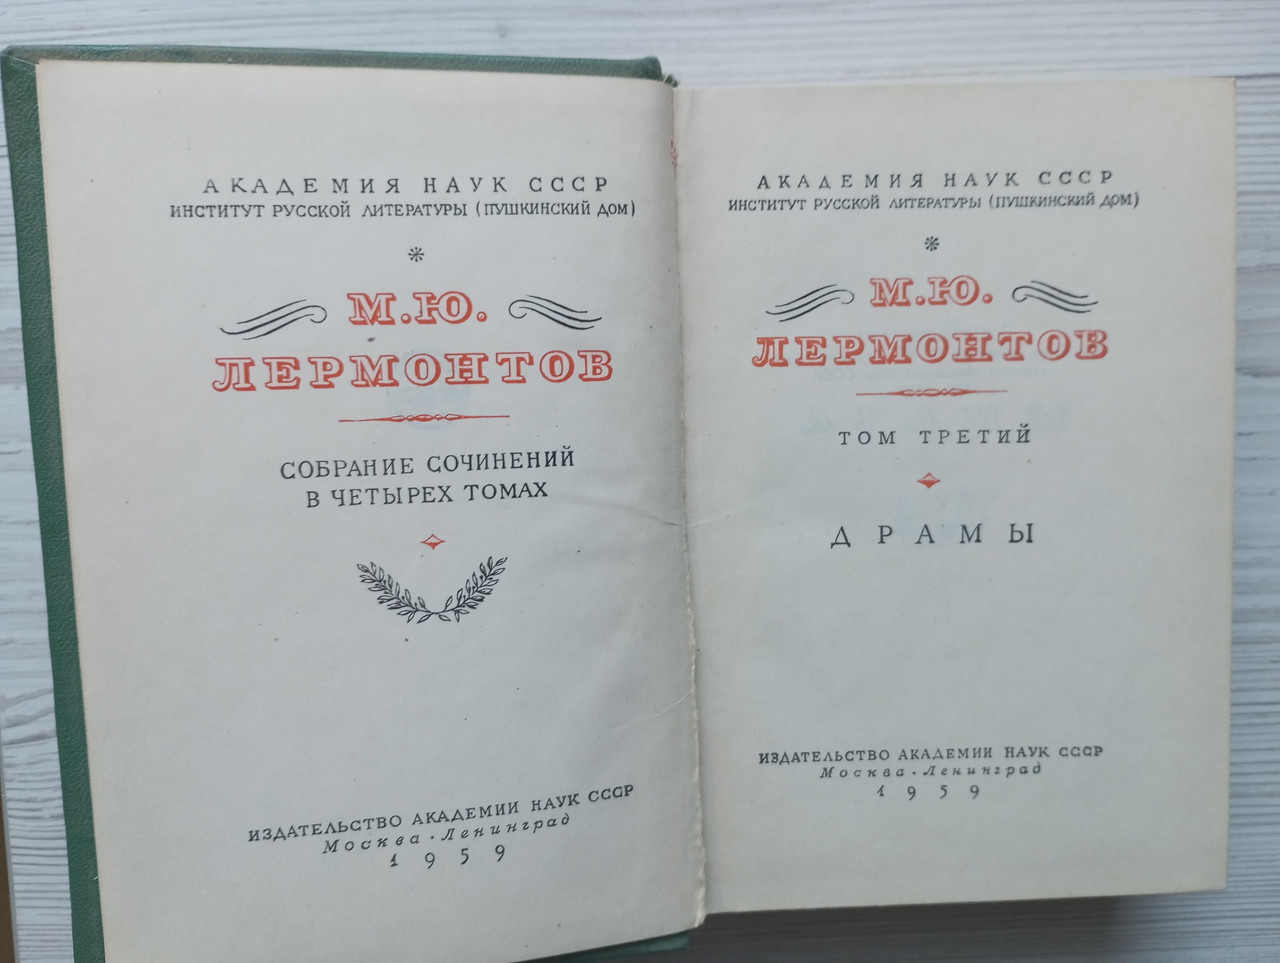 АКАДЕМИЯ НАУК СССР
ИНСТИТУТ РУССКОЙ ЛИТЕРАТУРЫ (ПУШКИНСКИЙ ДОМ)
М.Ю.
ЛЕРМОНТОВ
СОБРАНИЕ СОЧИНЕНИЙ
В ЧЕТЫРЕХ ТОМАХ
ИЗДАТЕЛЬСТВО АКАДЕМИИ НАУК СССР
Москва · Ленинград
1959
АКАДЕМИЯ НАУК СССР
ИНСТИТУТ РУССКОЙ ЛИТЕРАТУРЫ (ПУШКИНСКИЙ ДОМ)
М.Ю.
ЛЕРМОНТОВ
ТОМ ТРЕТИЙ
ДРАМЫ
ИЗДАТЕЛЬСТВО АКАДЕМИИ НАУК СССР
Москва · Ленинград
1959